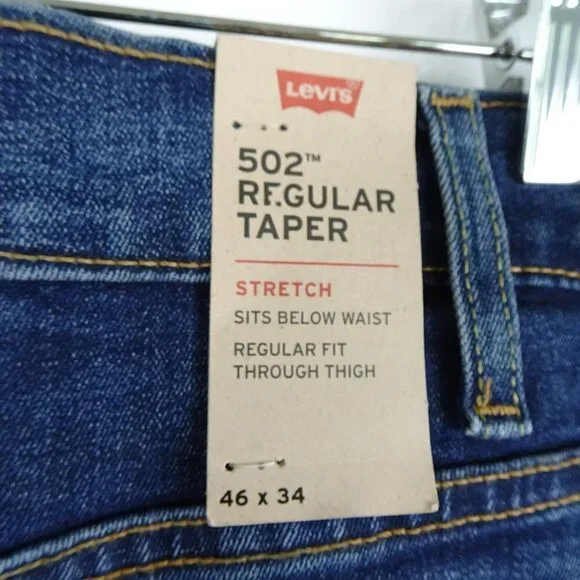 Levi's
502™
REGULAR
TAPER
STRETCH
SITS BELOW WAIST
REGULAR FIT
THROUGH THIGH
46 x 34